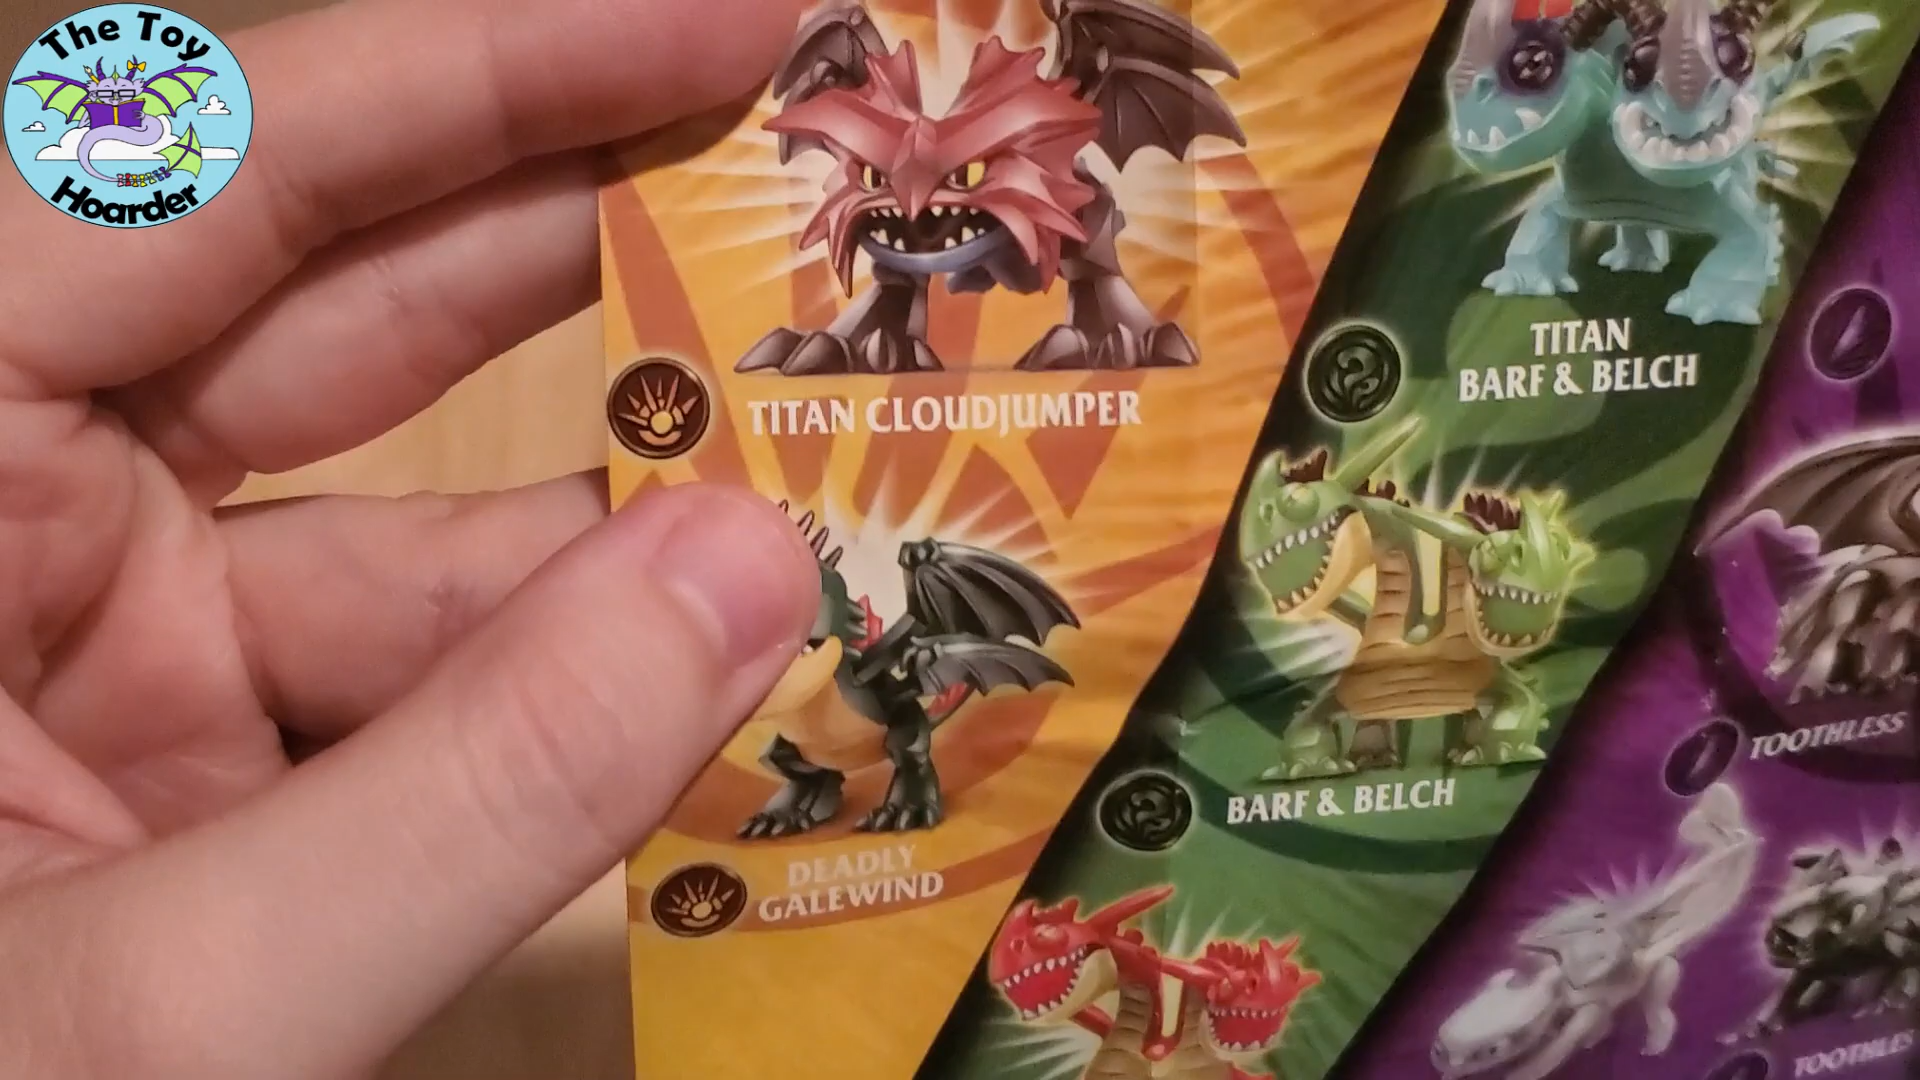 The Toy
Hoarder
TITAN CLOUDJUMPER
TITAN
BARF & BELCH
DEADLY
GALEWIND
BARF & BELCH
TOOTHLESS